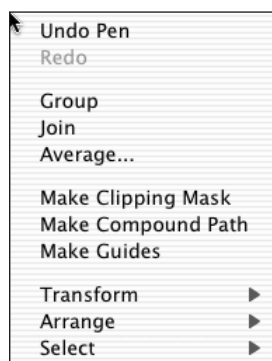 Undo Pen
Redo
Group
Join
Average...
Make Clipping Mask
Make Compound Path
Make Guides
Transform
Arrange
Select